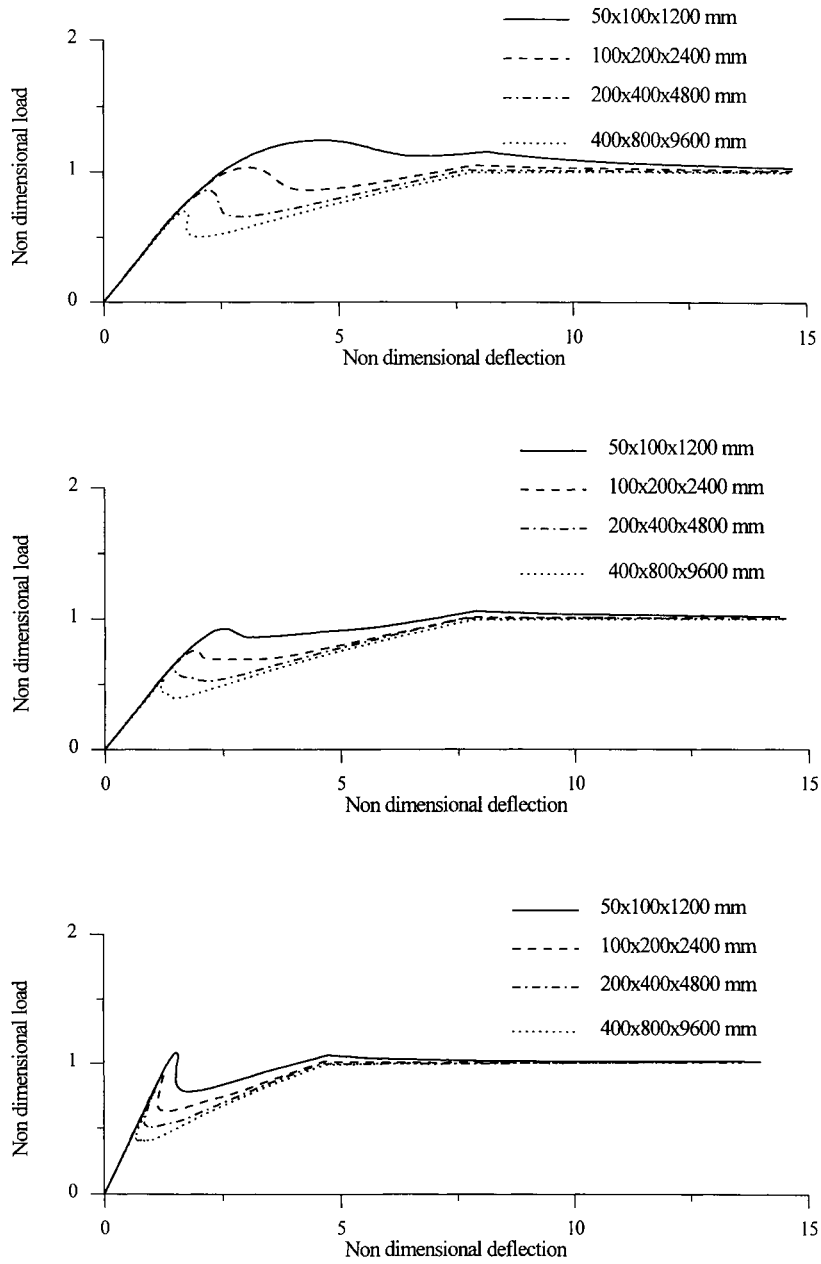 50x100x1200 mm
100x200x2400 mm
200x400x4800 mm
400x800x9600 mm
Non dimensional load
2
1
0
0 5 10 15
Non dimensional deflection
50x100x1200 mm
100x200x2400 mm
200x400x4800 mm
400x800x9600 mm
Non dimensional load
2
1
0
0 5 10 15
Non dimensional deflection
50x100x1200 mm
100x200x2400 mm
200x400x4800 mm
400x800x9600 mm
Non dimensional load
2
1
0
0 5 10 15
Non dimensional deflection